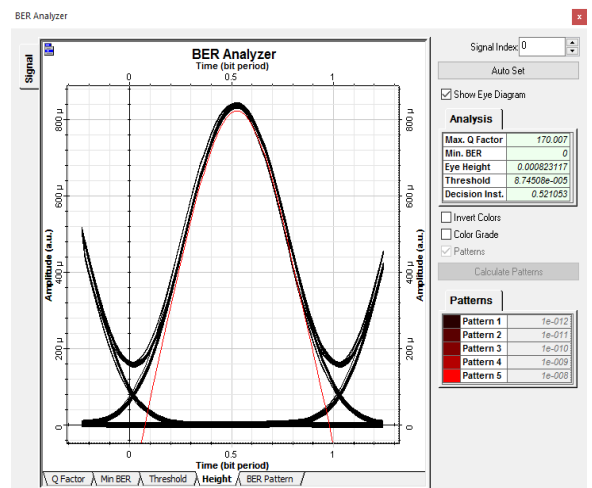 BER Analyzer
x
Signal
BER Analyzer
Time (bit period)
0 0.5 1
800 µ
600 µ
400 µ
200 µ
0
Amplitude (a.u.)
800 µ
600 µ
400 µ
200 µ
0
Amplitude (a.u.)
0 0.5 1
Time (bit period)
Q Factor Min BER Threshold Height BER Pattern
Signal Index: 0
Auto Set
Show Eye Diagram
Analysis
Max. Q Factor 170.007
Min. BER 0
Eye Height 0.000823117
Threshold 8.74508e-005
Decision Inst. 0.521053
Invert Colors
Color Grade
Patterns
Calculate Patterns
Patterns
Pattern 1 1e-012
Pattern 2 1e-011
Pattern 3 1e-010
Pattern 4 1e-009
Pattern 5 1e-008